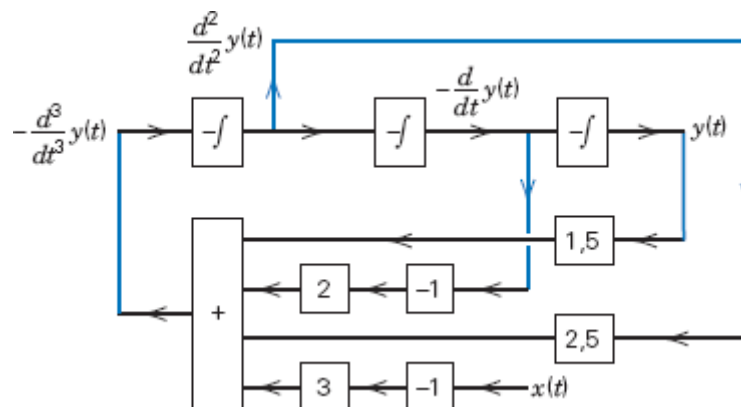 d²/dt² y(t)
-d/dt y(t)
-d³/dt³ y(t) -∫ -∫ -∫ y(t)
1,5
2 -1
+
2,5
3 -1 x(t)